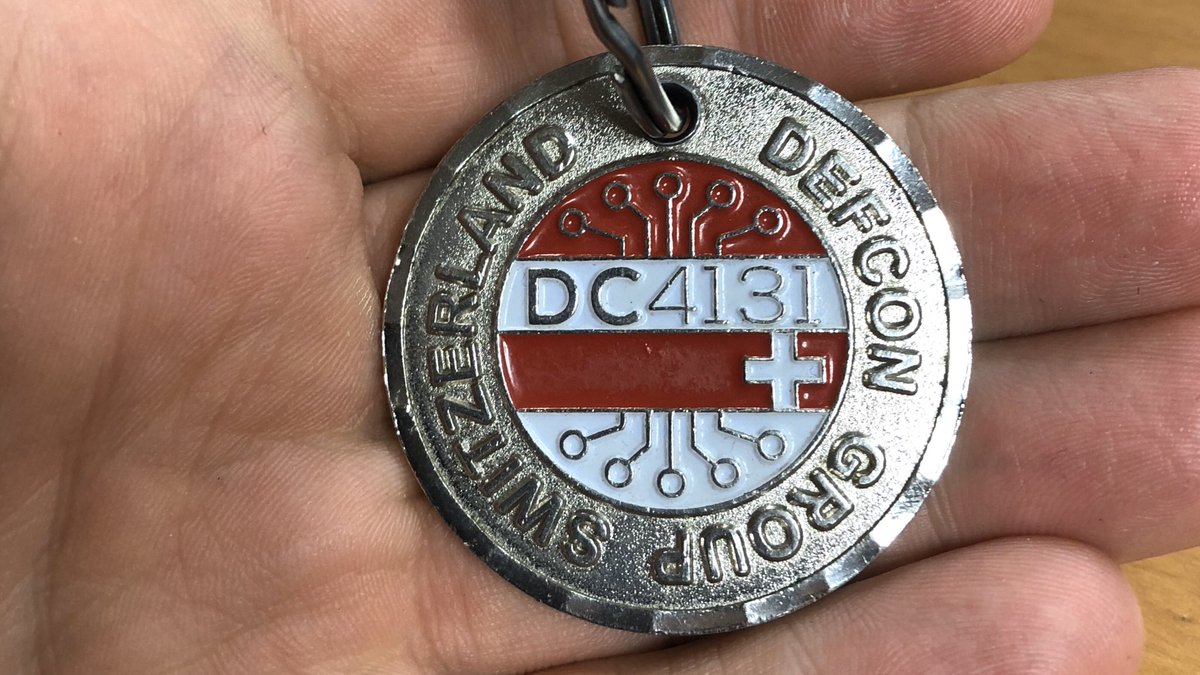 DEFCON GROUP SWITZERLAND
DC4131